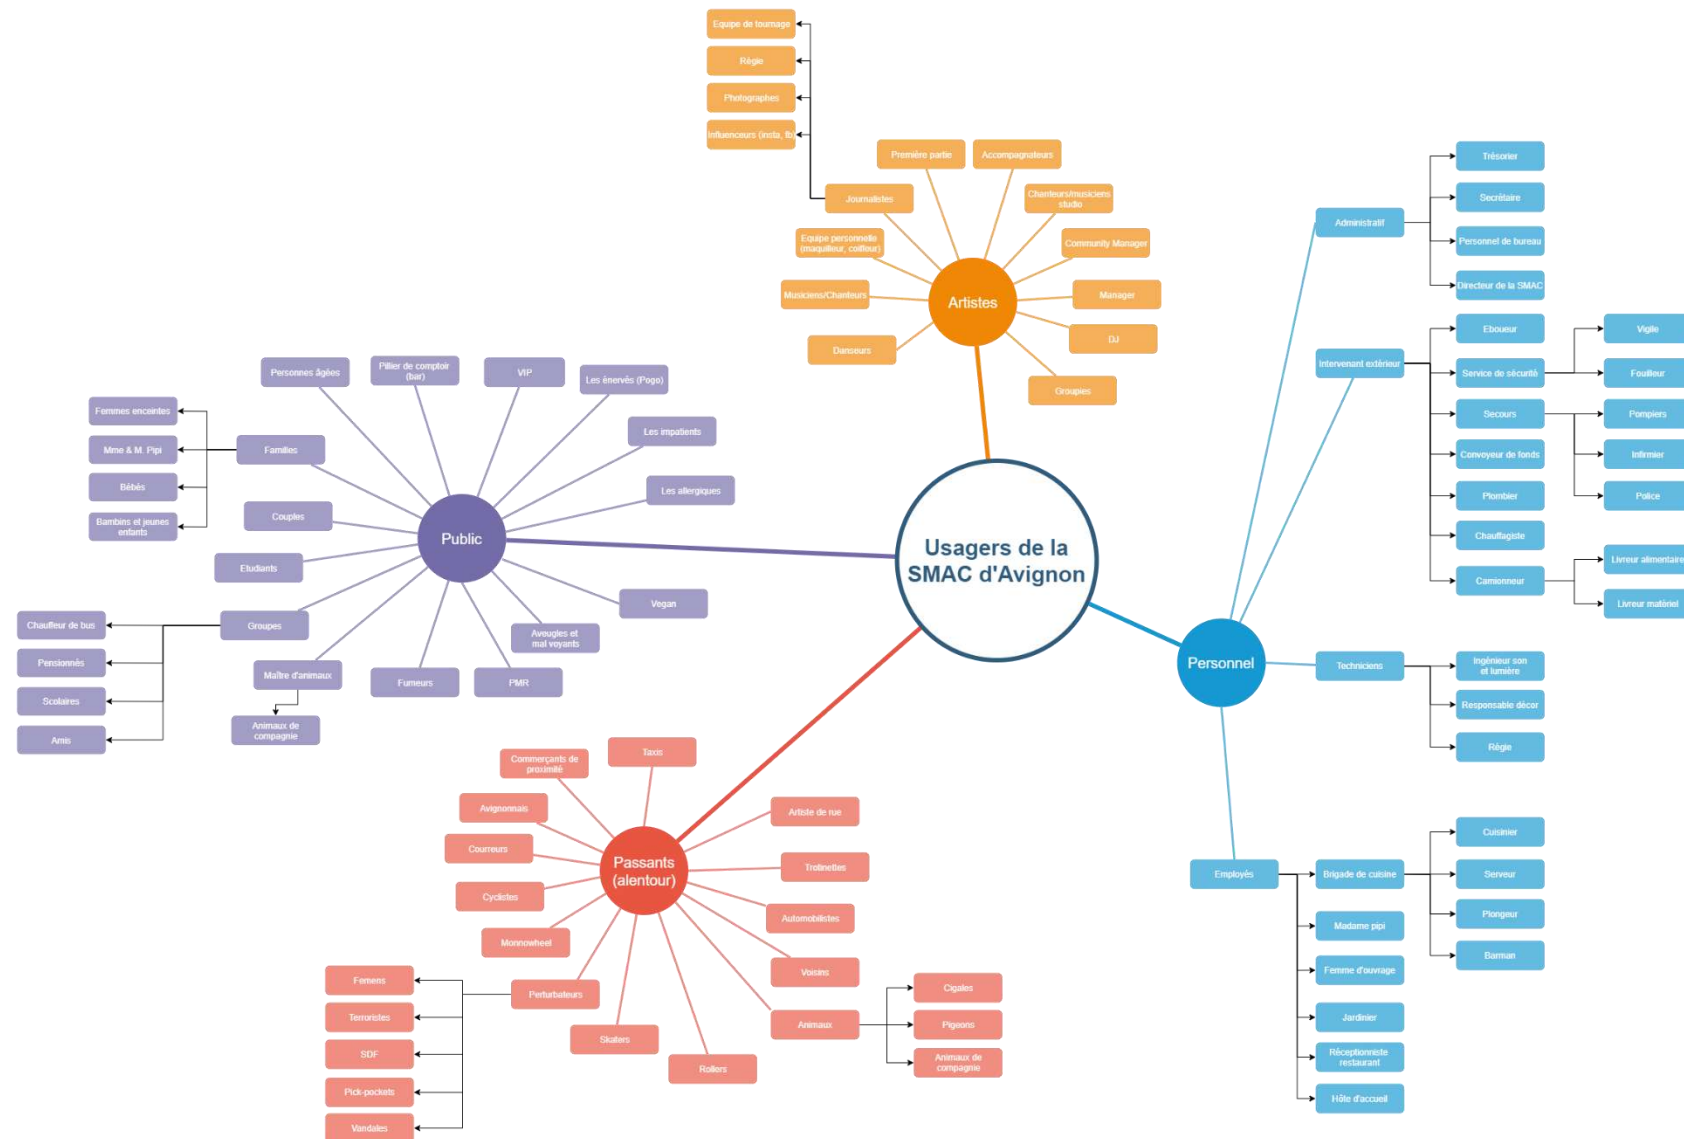 Equipe de tournage
Régie
Photographes
Influenceurs (insta, fb)
Première partie
Accompagnateurs
Journalistes
Chanteurs/musiciens
studio
Equipe personnelle
(maquilleur, coiffeur)
Community Manager
Musiciens/Chanteurs
Artistes
Manager
Danseurs
DJ
Groupies
Trésorier
Secrétaire
Administratif
Personnel de bureau
Directeur de la SMAC
Eboueur
Vigile
Intervenant extérieur
Service de sécurité
Fouilleur
Secours
Pompiers
Convoyeur de fonds
Infirmier
Plombier
Police
Chauffagiste
Camionneur
Livreur alimentaire
Livreur matériel
Personnes âgées
Pillier de comptoir
(bar)
VIP
Les énervés (Pogo)
Femmes enceintes
Les impatients
Mme & M. Pipi
Familles
Bébés
Les allergiques
Bambins et jeunes
enfants
Couples
Public
Etudiants
Vegan
Chauffeur de bus
Groupes
Aveugles et
mal voyants
Pensionnés
Maître d'animaux
Fumeurs
PMR
Scolaires
Animaux de
compagnie
Amis
Usagers de la
SMAC d'Avignon
Personnel
Techniciens
Ingénieur son
et lumière
Responsable décor
Régie
Commerçants de
proximité
Taxis
Avignonnais
Artiste de rue
Courreurs
Passants
(alentour)
Trotinettes
Cyclistes
Automobilistes
Monnowheel
Voisins
Femens
Perturbateurs
Cigales
Terroristes
Animaux
Pigeons
SDF
Skaters
Rollers
Animaux de
compagnie
Pick-pockets
Vandales
Employés
Brigade de cuisine
Cuisinier
Serveur
Plongeur
Barman
Madame pipi
Femme d'ouvrage
Jardinier
Réceptionniste
restaurant
Hôte d'accueil